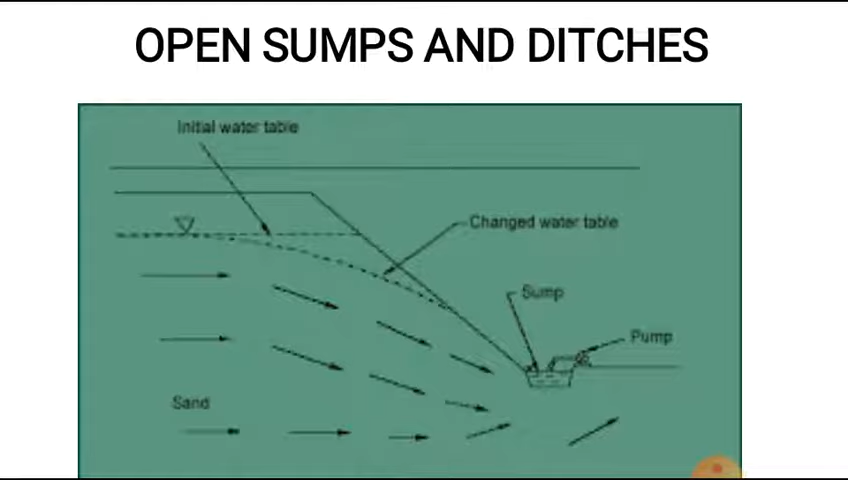 OPEN SUMPS AND DITCHES
Initial water table
Changed water table
Sump
Pump
Sand